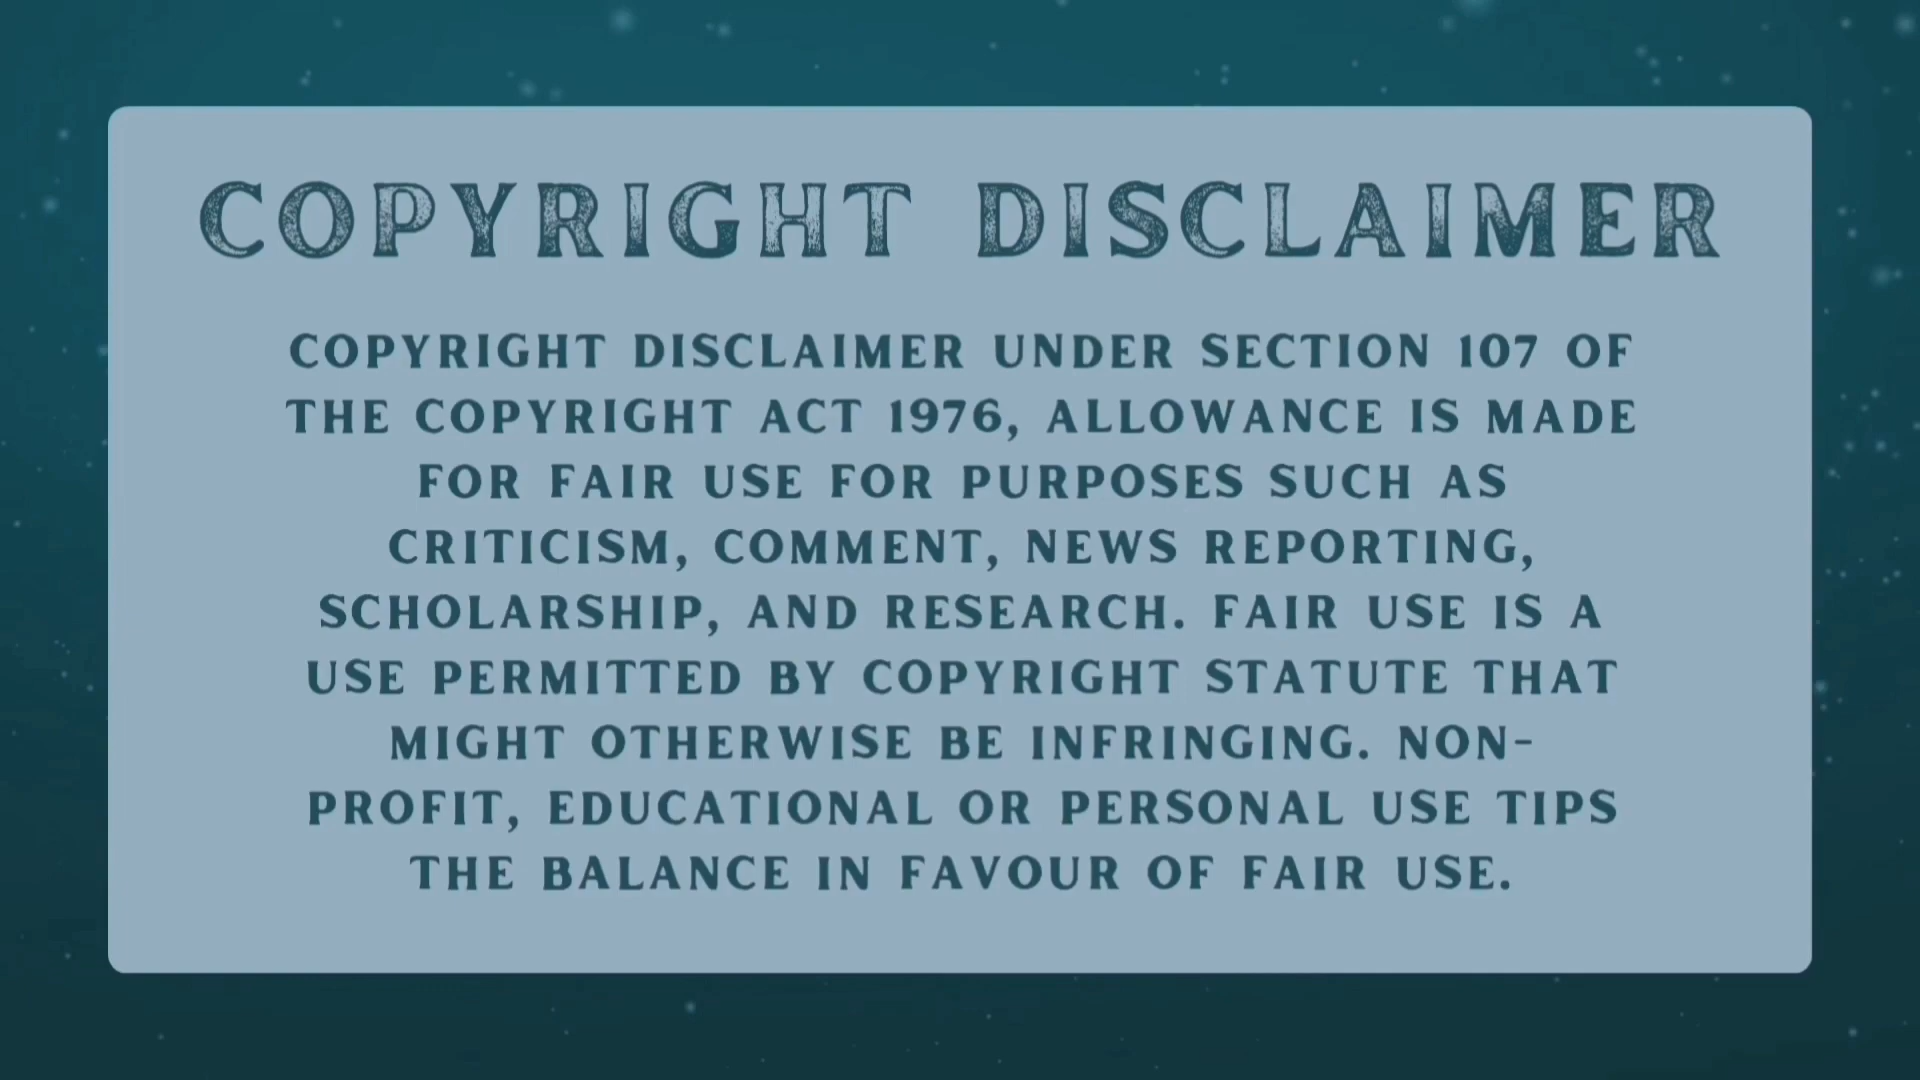 COPYRIGHT DISCLAIMER
COPYRIGHT DISCLAIMER UNDER SECTION 107 OF
THE COPYRIGHT ACT 1976, ALLOWANCE IS MADE
FOR FAIR USE FOR PURPOSES SUCH AS
CRITICISM, COMMENT, NEWS REPORTING,
SCHOLARSHIP, AND RESEARCH. FAIR USE IS A
USE PERMITTED BY COPYRIGHT STATUTE THAT
MIGHT OTHERWISE BE INFRINGING. NON-
PROFIT, EDUCATIONAL OR PERSONAL USE TIPS
THE BALANCE IN FAVOUR OF FAIR USE.